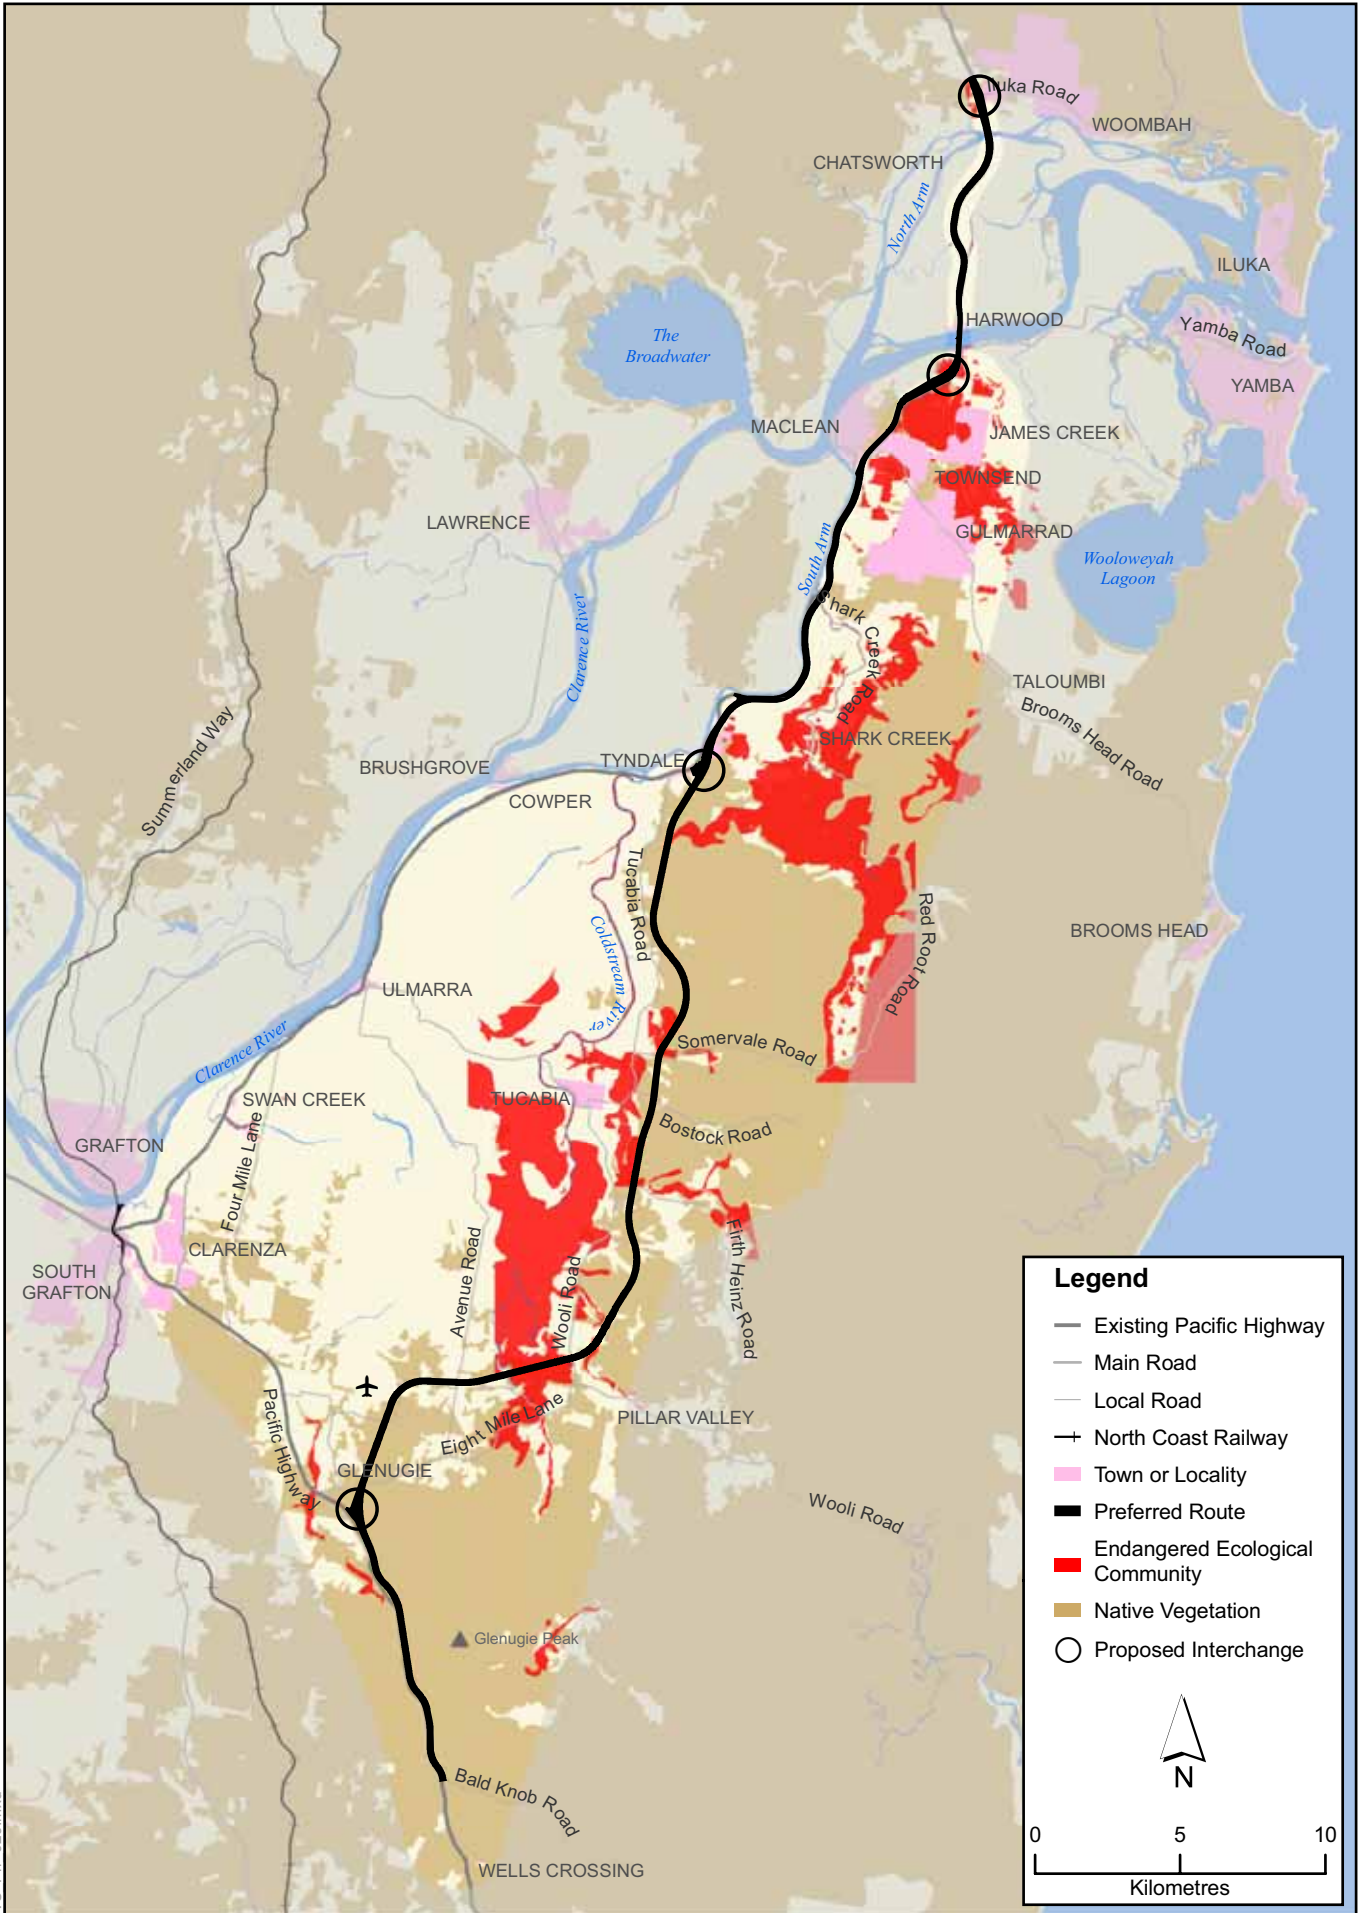 Iluka Road
WOOMBAH
CHATSWORTH
North Arm
ILUKA
HARWOOD
Yamba Road
The
Broadwater
YAMBA
MACLEAN
JAMES CREEK
TOWNSEND
LAWRENCE
GULMARRAD
South Arm
Wooloweyah
Lagoon
Clarence River
Shark Creek Road
TALOUMBI
Brooms Head Road
Summerland Way
SHARK CREEK
TYNDALE
BRUSHGROVE
COWPER
Tucabia Road
Red Root Road
BROOMS HEAD
Coldstream River
ULMARRA
Clarence River
Somervale Road
SWAN CREEK
TUCABIA
Bostock Road
GRAFTON
Four Mile Lane
CLARENZA
Firth Heinz Road
SOUTH
GRAFTON
Avenue Road
Wooli Road
Pacific Highway
Eight Mile Lane
PILLAR VALLEY
GLENUGIE
Wooli Road
Glenugie Peak
Bald Knob Road
WELLS CROSSING
Legend
Existing Pacific Highway
Main Road
Local Road
North Coast Railway
Town or Locality
Preferred Route
Endangered Ecological
Community
Native Vegetation
Proposed Interchange
N
0 5 10
Kilometres